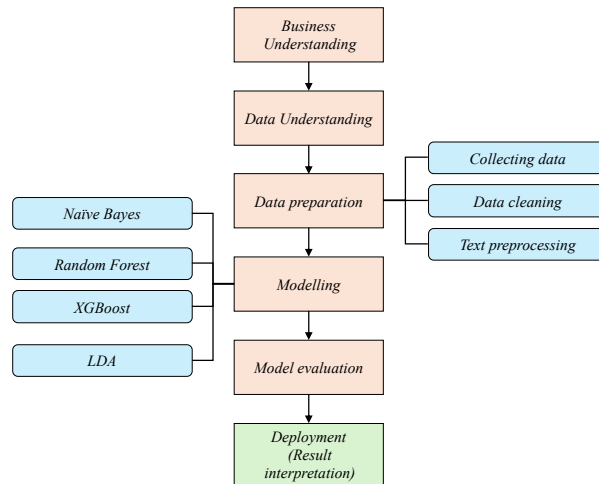 Business
Understanding
Data Understanding
Collecting data
Data preparation
Data cleaning
Naïve Bayes
Text preprocessing
Random Forest
Modelling
XGBoost
LDA
Model evaluation
Deployment
(Result
interpretation)